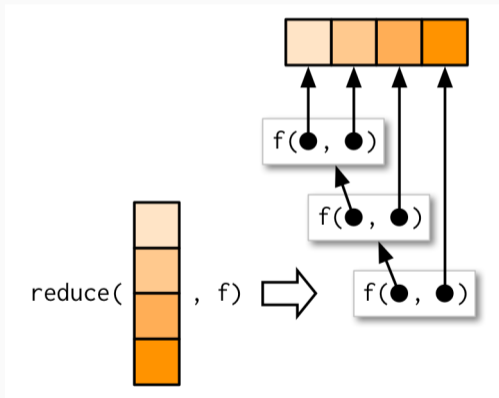 f(●, ●)
f(●, ●)
f(●, ●)
reduce( , f)